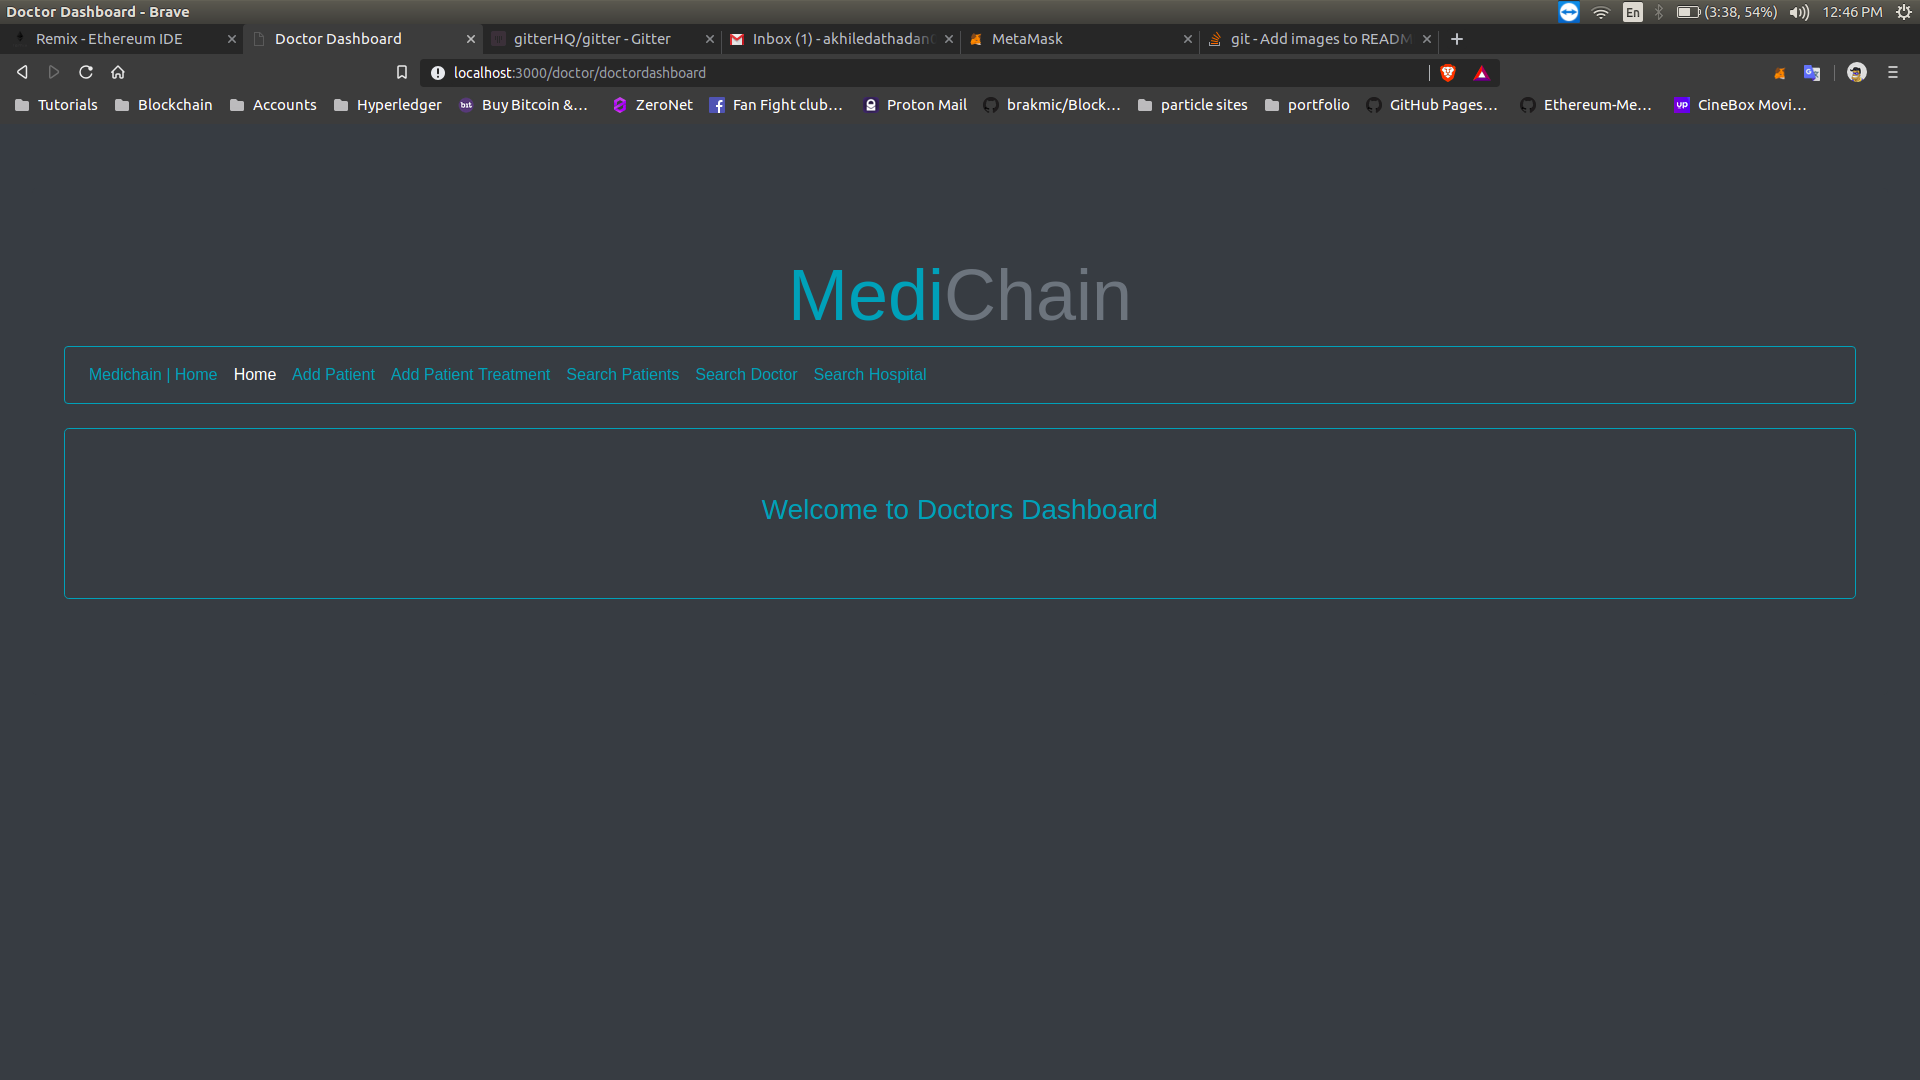 Doctor Dashboard - Brave
En (3:38, 54%) 12:46 PM
Remix - Ethereum IDE
Doctor Dashboard
gitterHQ/gitter - Gitter
Inbox (1) - akhiledathadan
MetaMask
git - Add images to READM
localhost:3000/doctor/doctordashboard
Tutorials Blockchain Accounts Hyperledger Buy Bitcoin &... ZeroNet Fan Fight club... Proton Mail brakmic/Block... particle sites portfolio GitHub Pages... Ethereum-Me... CineBox Movi...
MediChain
Medichain | Home Home Add Patient Add Patient Treatment Search Patients Search Doctor Search Hospital
Welcome to Doctors Dashboard